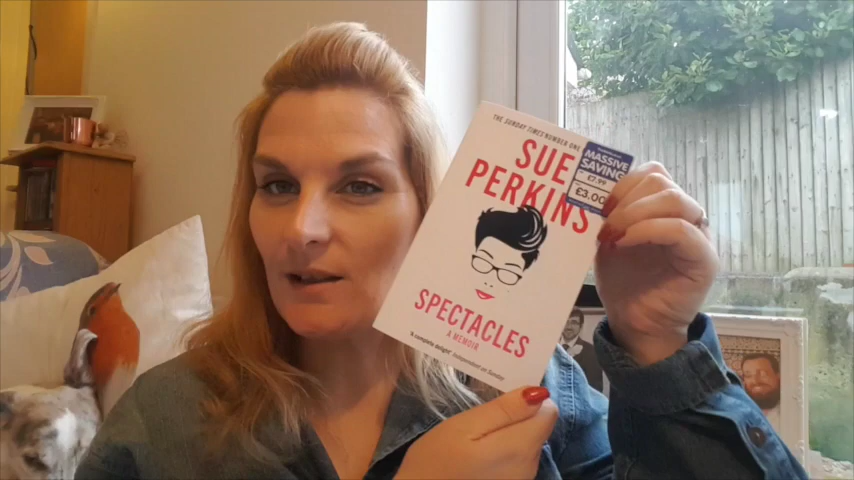 THE SUNDAY TIMES NUMBER ONE
SUE
PERKINS
MASSIVE
SAVING
£7.99
£3.00
SPECTACLES
A MEMOIR
'A complete delight' Independent on Sunday